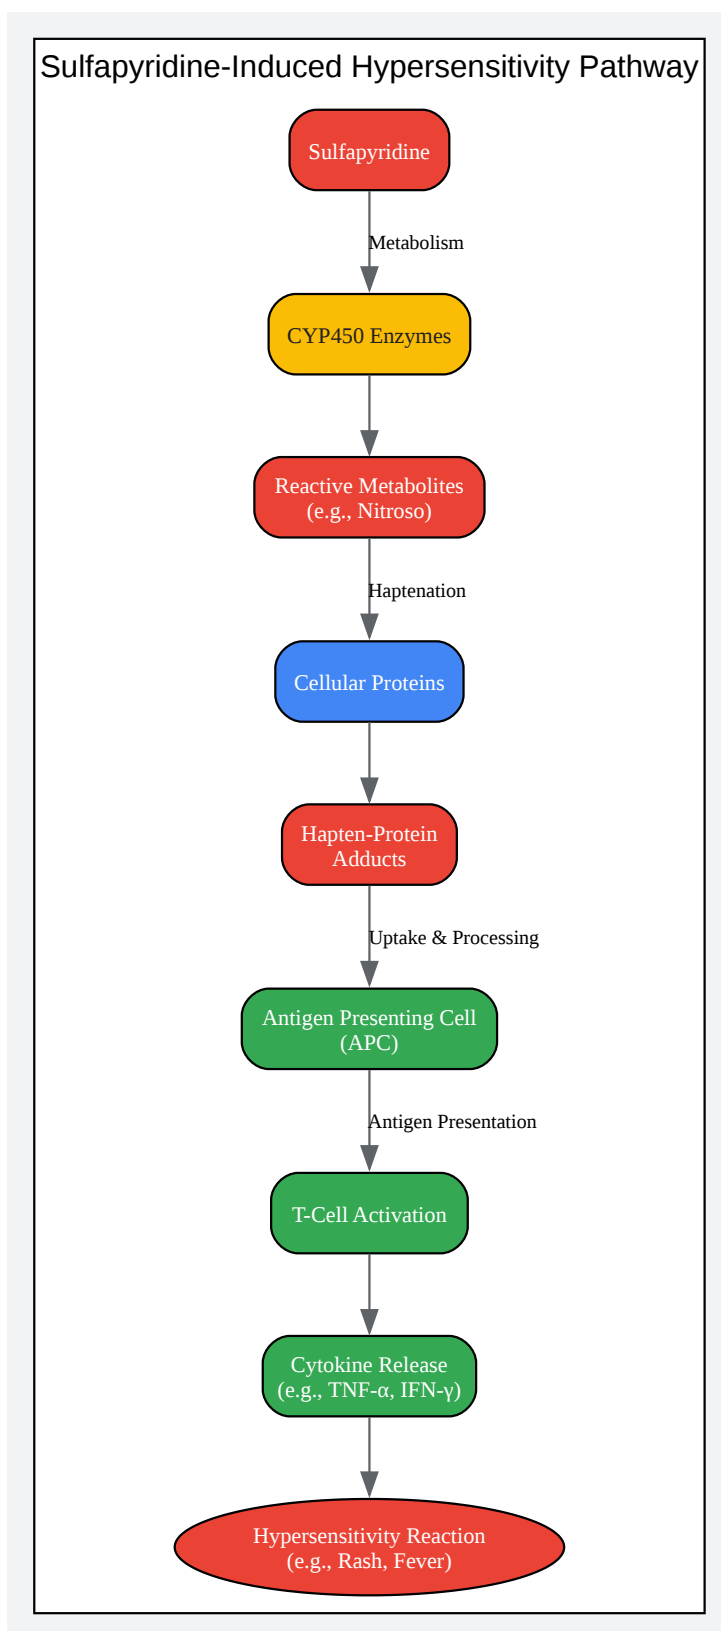 Sulfapyridine-Induced Hypersensitivity Pathway
Sulfapyridine
Metabolism
CYP450 Enzymes
Reactive Metabolites
(e.g., Nitroso)
Haptenation
Cellular Proteins
Hapten-Protein
Adducts
Uptake & Processing
Antigen Presenting Cell
(APC)
Antigen Presentation
T-Cell Activation
Cytokine Release
(e.g., TNF-α, IFN-γ)
Hypersensitivity Reaction
(e.g., Rash, Fever)